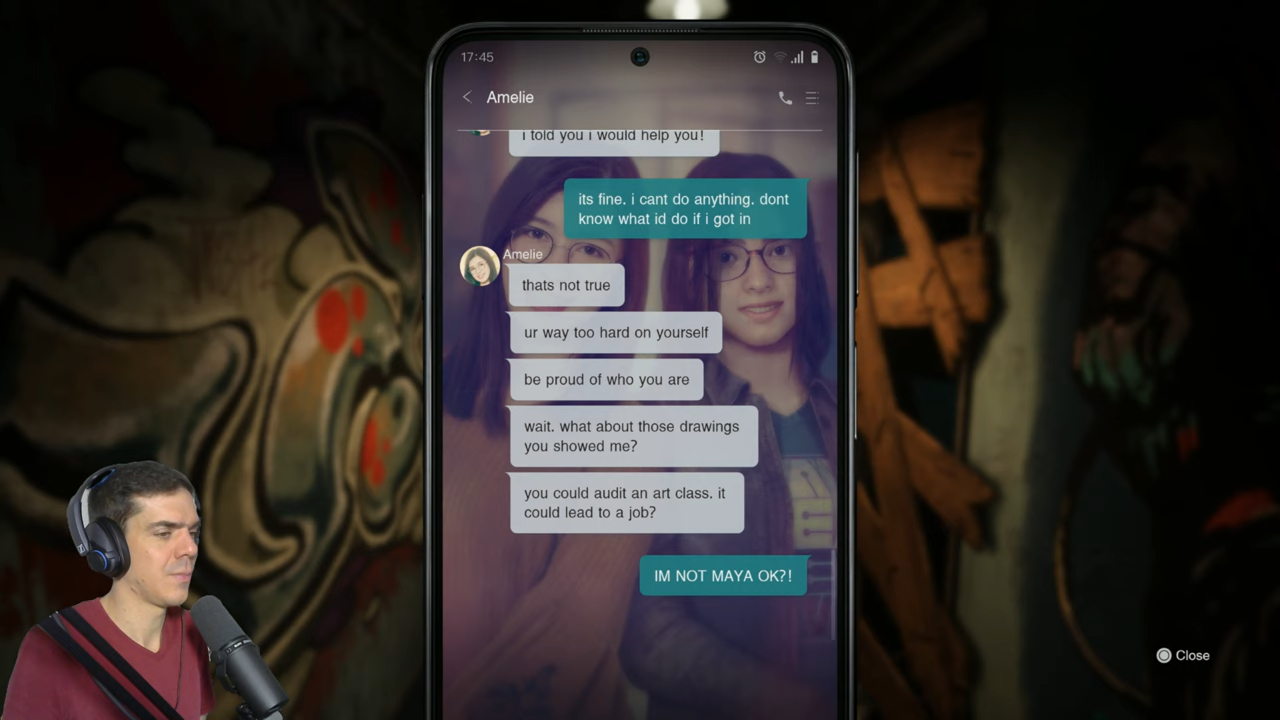 17:45
Amelie
i told you i would help you!
its fine. i cant do anything. dont
know what id do if i got in
Amelie
thats not true
ur way too hard on yourself
be proud of who you are
wait. what about those drawings
you showed me?
you could audit an art class. it
could lead to a job?
IM NOT MAYA OK?!
Close